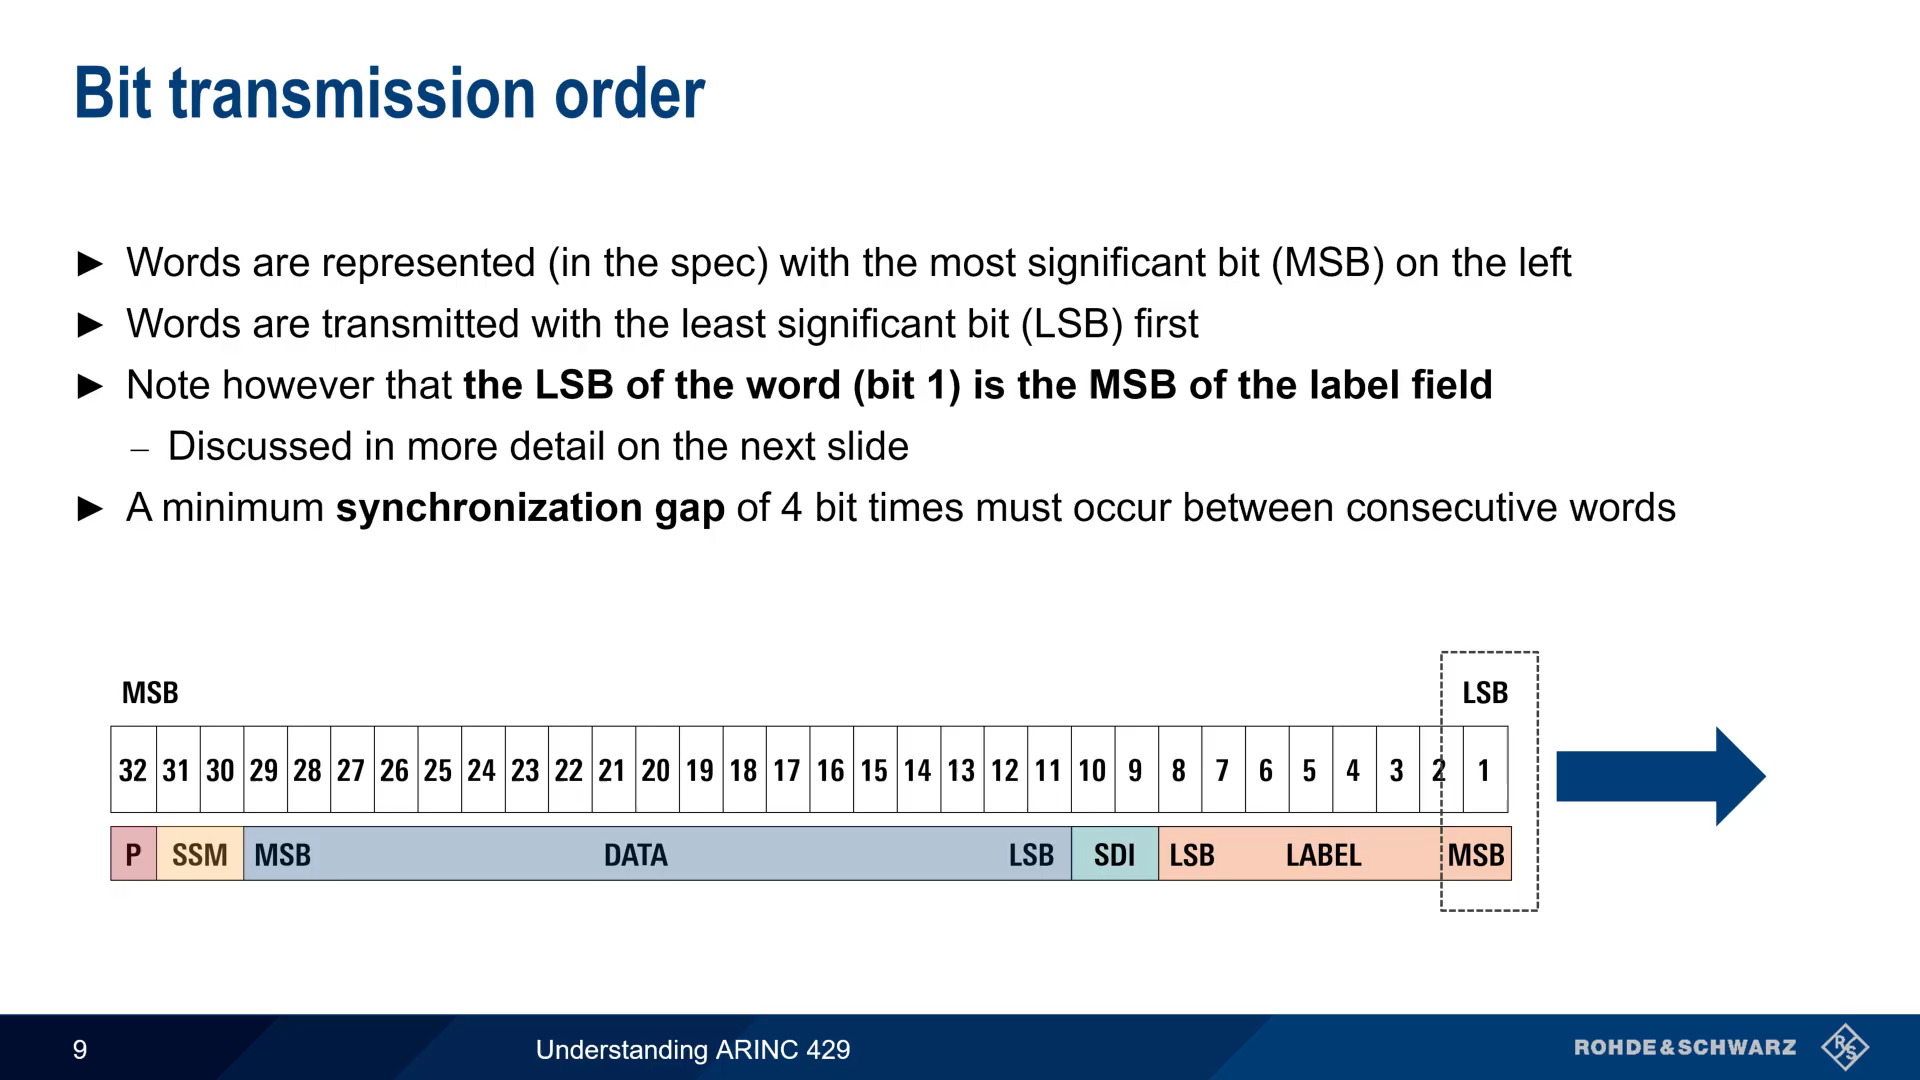 Bit transmission order
► Words are represented (in the spec) with the most significant bit (MSB) on the left
► Words are transmitted with the least significant bit (LSB) first
► Note however that the LSB of the word (bit 1) is the MSB of the label field
– Discussed in more detail on the next slide
► A minimum synchronization gap of 4 bit times must occur between consecutive words
MSB LSB
32 31 30 29 28 27 26 25 24 23 22 21 20 19 18 17 16 15 14 13 12 11 10 9 8 7 6 5 4 3 2 1
P SSM MSB DATA LSB SDI LSB LABEL MSB
9 Understanding ARINC 429 ROHDE&SCHWARZ R&S